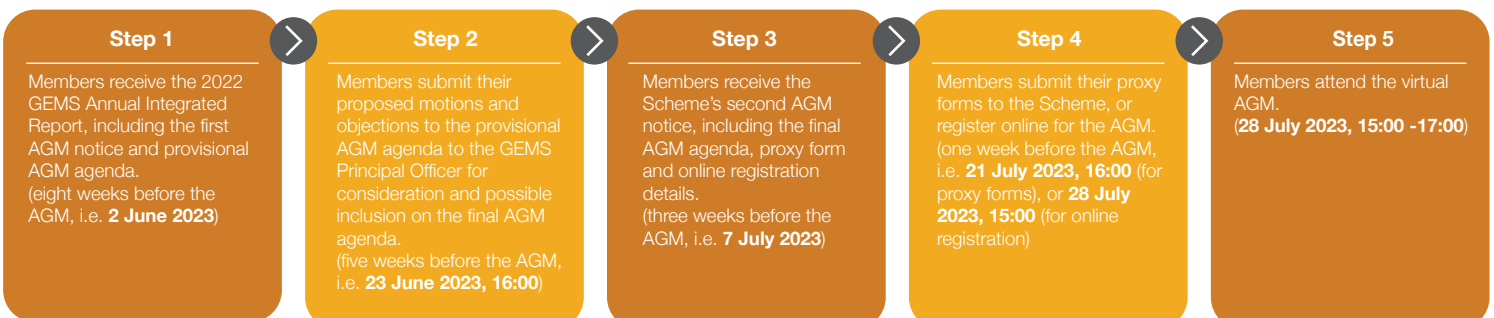 Step 1
Members receive the 2022
GEMS Annual Integrated
Report, including the first
AGM notice and provisional
AGM agenda.
(eight weeks before the
AGM, i.e. 2 June 2023)
Step 2
Members submit their
proposed motions and
objections to the provisional
AGM agenda to the GEMS
Principal Officer for
consideration and possible
inclusion on the final AGM
agenda.
(five weeks before the AGM,
i.e. 23 June 2023, 16:00)
Step 3
Members receive the
Scheme's second AGM
notice, including the final
AGM agenda, proxy form
and online registration
details.
(three weeks before the
AGM, i.e. 7 July 2023)
Step 4
Members submit their proxy
forms to the Scheme, or
register online for the AGM.
(one week before the AGM,
i.e. 21 July 2023, 16:00 (for
proxy forms), or 28 July
2023, 15:00 (for online
registration)
Step 5
Members attend the virtual
AGM.
(28 July 2023, 15:00 -17:00)